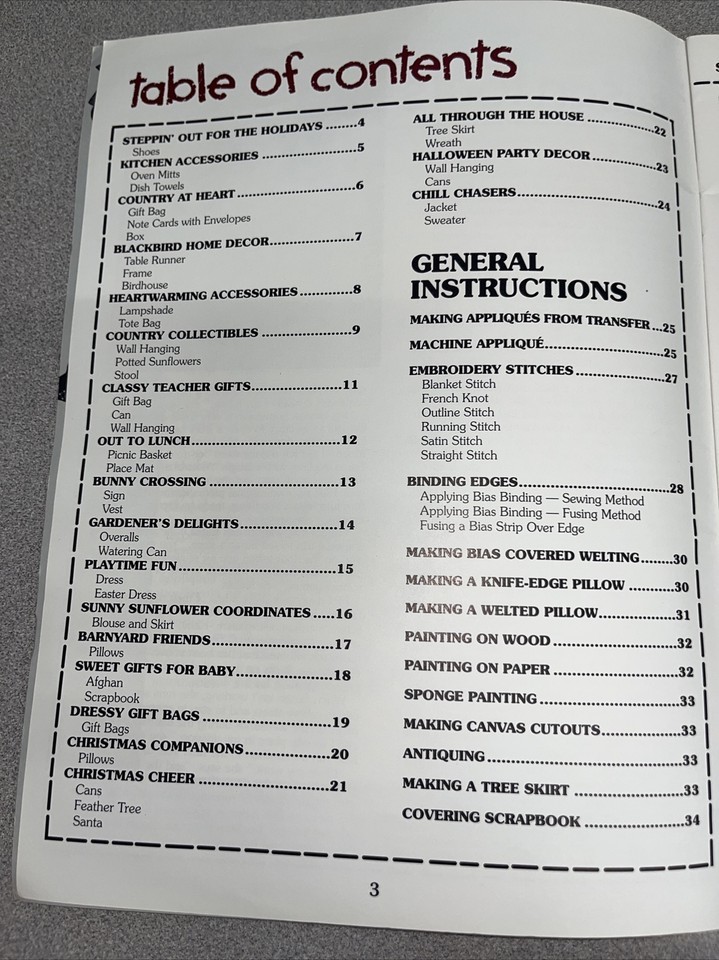 table of contents
STEPPIN' OUT FOR THE HOLIDAYS ........4
Shoes
KITCHEN ACCESSORIES ........................5
Oven Mitts
Dish Towels
COUNTRY AT HEART ..............................6
Gift Bag
Note Cards with Envelopes
Box
BLACKBIRD HOME DECOR.....................7
Table Runner
Frame
Birdhouse
HEARTWARMING ACCESSORIES .............8
Lampshade
Tote Bag
COUNTRY COLLECTIBLES ......................9
Wall Hanging
Potted Sunflowers
Stool
CLASSY TEACHER GIFTS......................11
Gift Bag
Can
Wall Hanging
OUT TO LUNCH....................................12
Picnic Basket
Place Mat
BUNNY CROSSING ...............................13
Sign
Vest
GARDENER'S DELIGHTS........................14
Overalls
Watering Can
PLAYTIME FUN.....................................15
Dress
Easter Dress
SUNNY SUNFLOWER COORDINATES .....16
Blouse and Skirt
BARNYARD FRIENDS.............................17
Pillows
SWEET GIFTS FOR BABY.......................18
Afghan
Scrapbook
DRESSY GIFT BAGS ..............................19
Gift Bags
CHRISTMAS COMPANIONS....................20
Pillows
CHRISTMAS CHEER ..............................21
Cans
Feather Tree
Santa
ALL THROUGH THE HOUSE ..................22
Tree Skirt
Wreath
HALLOWEEN PARTY DECOR..................23
Wall Hanging
Cans
CHILL CHASERS....................................24
Jacket
Sweater
GENERAL
INSTRUCTIONS
MAKING APPLIQUÉS FROM TRANSFER...25
MACHINE APPLIQUÉ.............................25
EMBROIDERY STITCHES ......................27
Blanket Stitch
French Knot
Outline Stitch
Running Stitch
Satin Stitch
Straight Stitch
BINDING EDGES...................................28
Applying Bias Binding — Sewing Method
Applying Bias Binding — Fusing Method
Fusing a Bias Strip Over Edge
MAKING BIAS COVERED WELTING........30
MAKING A KNIFE-EDGE PILLOW ...........30
MAKING A WELTED PILLOW..................31
PAINTING ON WOOD ............................32
PAINTING ON PAPER ............................32
SPONGE PAINTING ...............................33
MAKING CANVAS CUTOUTS..................33
ANTIQUING..........................................33
MAKING A TREE SKIRT ........................33
COVERING SCRAPBOOK .......................34
3